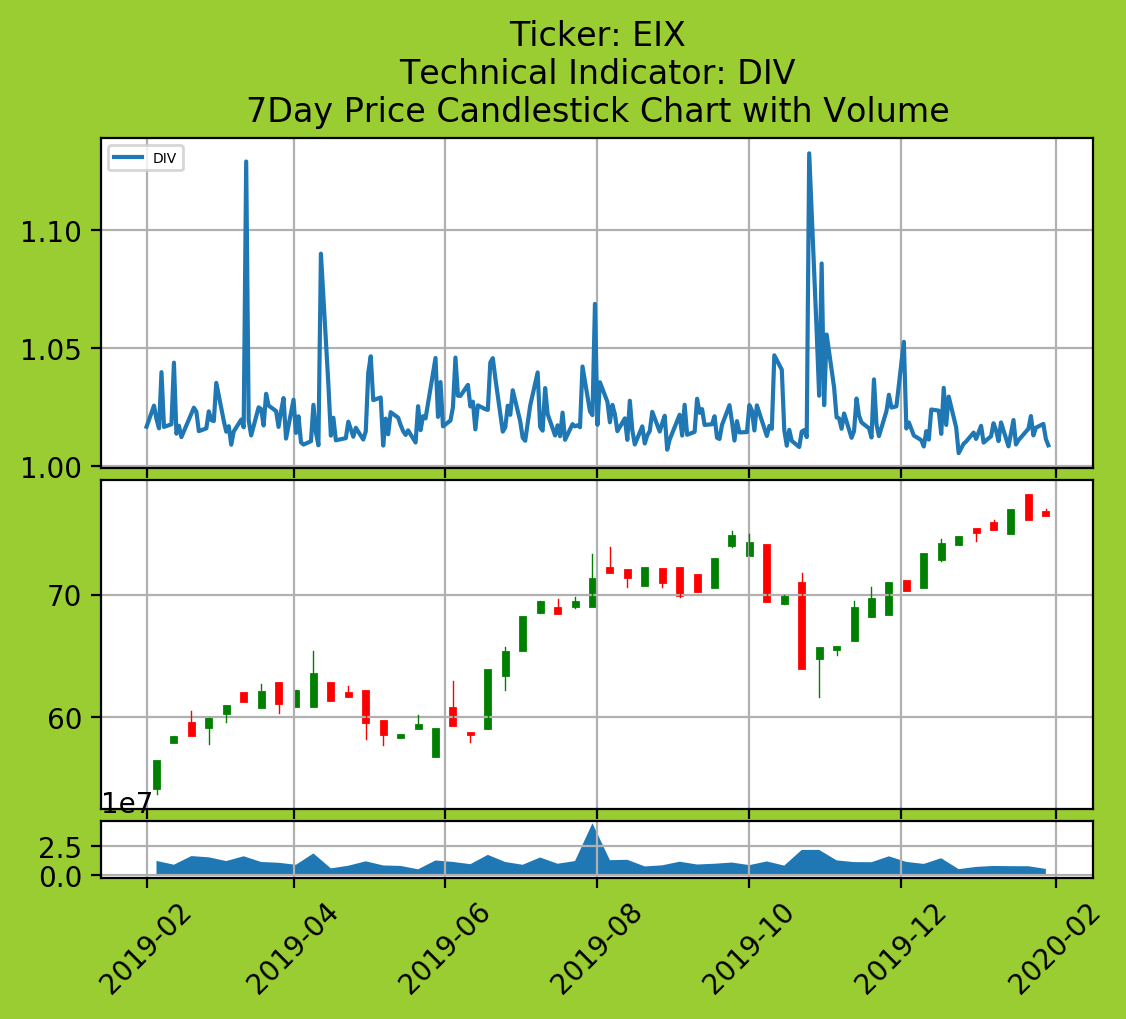 Ticker: EIX
Technical Indicator: DIV
7Day Price Candlestick Chart with Volume
DIV
1.10
1.05
1.00
70
60
1e7
2.5
0.0
2019-02
2019-04
2019-06
2019-08
2019-10
2019-12
2020-02